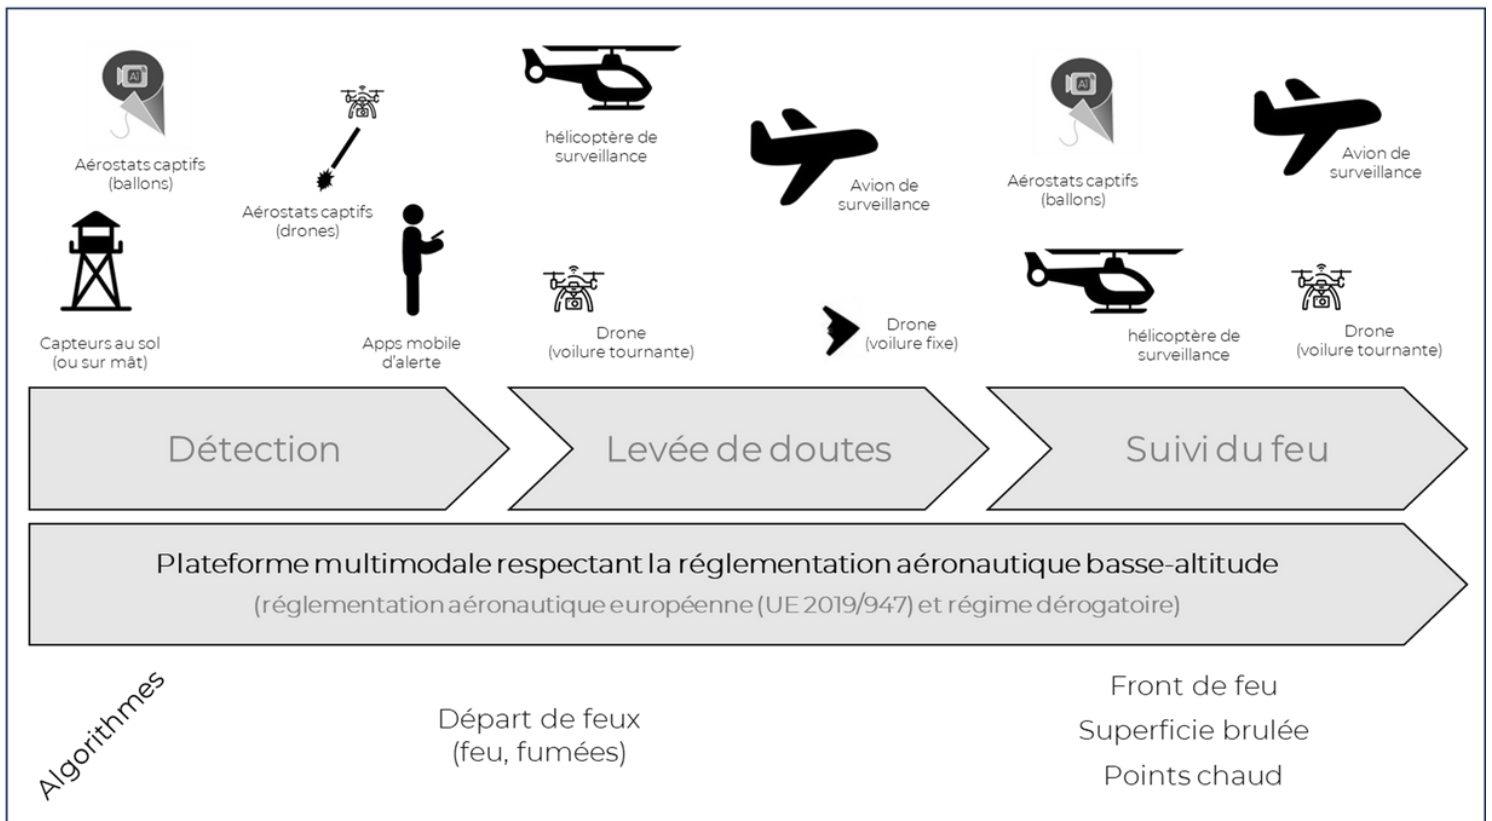 Ai
Aérostats captifs
(ballons)
Aérostats captifs
(drones)
Capteurs au sol
(ou sur mât)
Apps mobile
d'alerte
hélicoptère de
surveillance
Avion de
surveillance
Drone
(voilure tournante)
Drone
(voilure fixe)
Ai
Aérostats captifs
(ballons)
Avion de
surveillance
hélicoptère de
surveillance
Drone
(voilure tournante)
Détection
Levée de doutes
Suivi du feu
Plateforme multimodale respectant la réglementation aéronautique basse-altitude
(réglementation aéronautique européenne (UE 2019/947) et régime dérogatoire)
Algorithmes
Départ de feux
(feu, fumées)
Front de feu
Superficie brulée
Points chaud